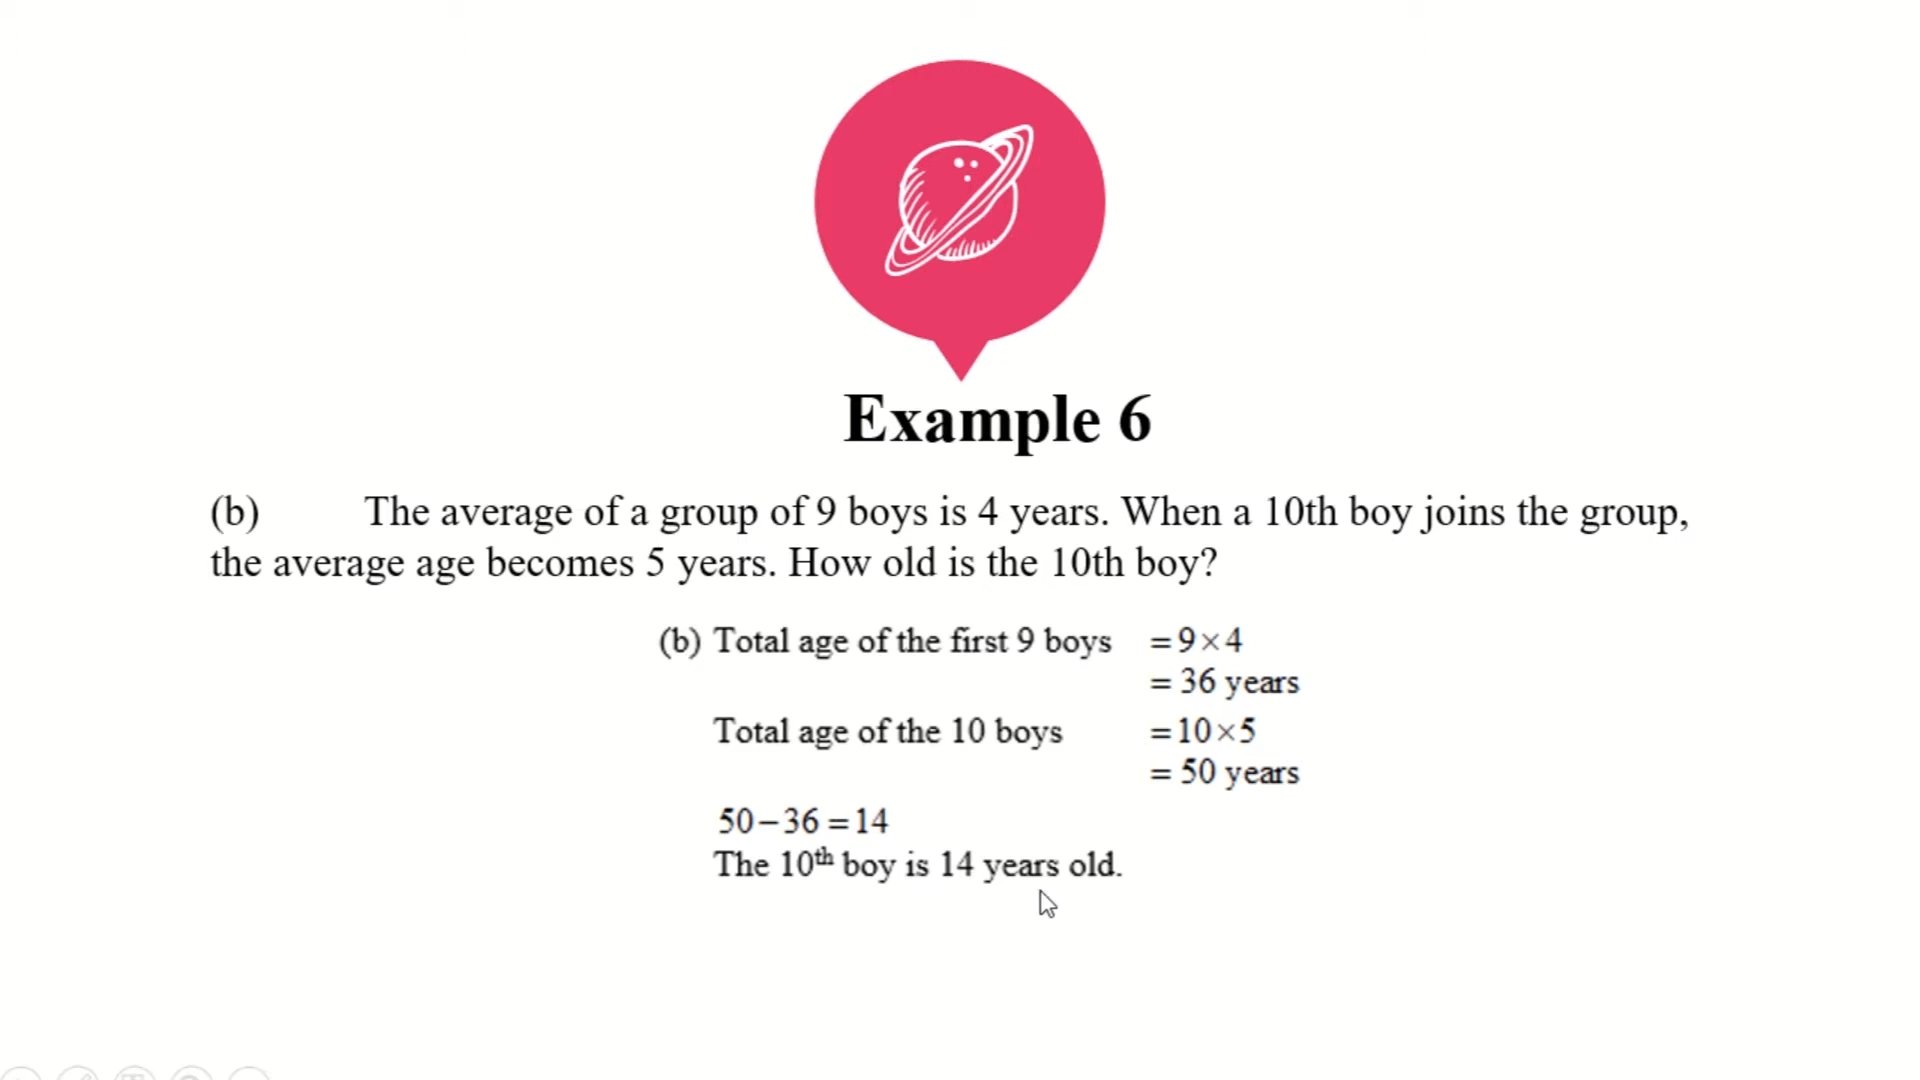 Example 6
(b) The average of a group of 9 boys is 4 years. When a 10th boy joins the group,
the average age becomes 5 years. How old is the 10th boy?
(b) Total age of the first 9 boys = 9 × 4
= 36 years
Total age of the 10 boys = 10 × 5
= 50 years
50 − 36 = 14
The 10th boy is 14 years old.